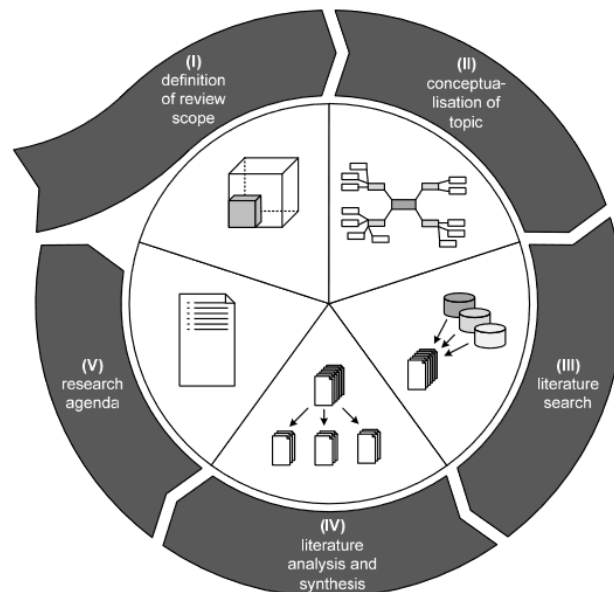 (I)
definition
of review
scope
(II)
conceptua-
lisation of
topic
(III)
literature
search
(IV)
literature
analysis and
synthesis
(V)
research
agenda